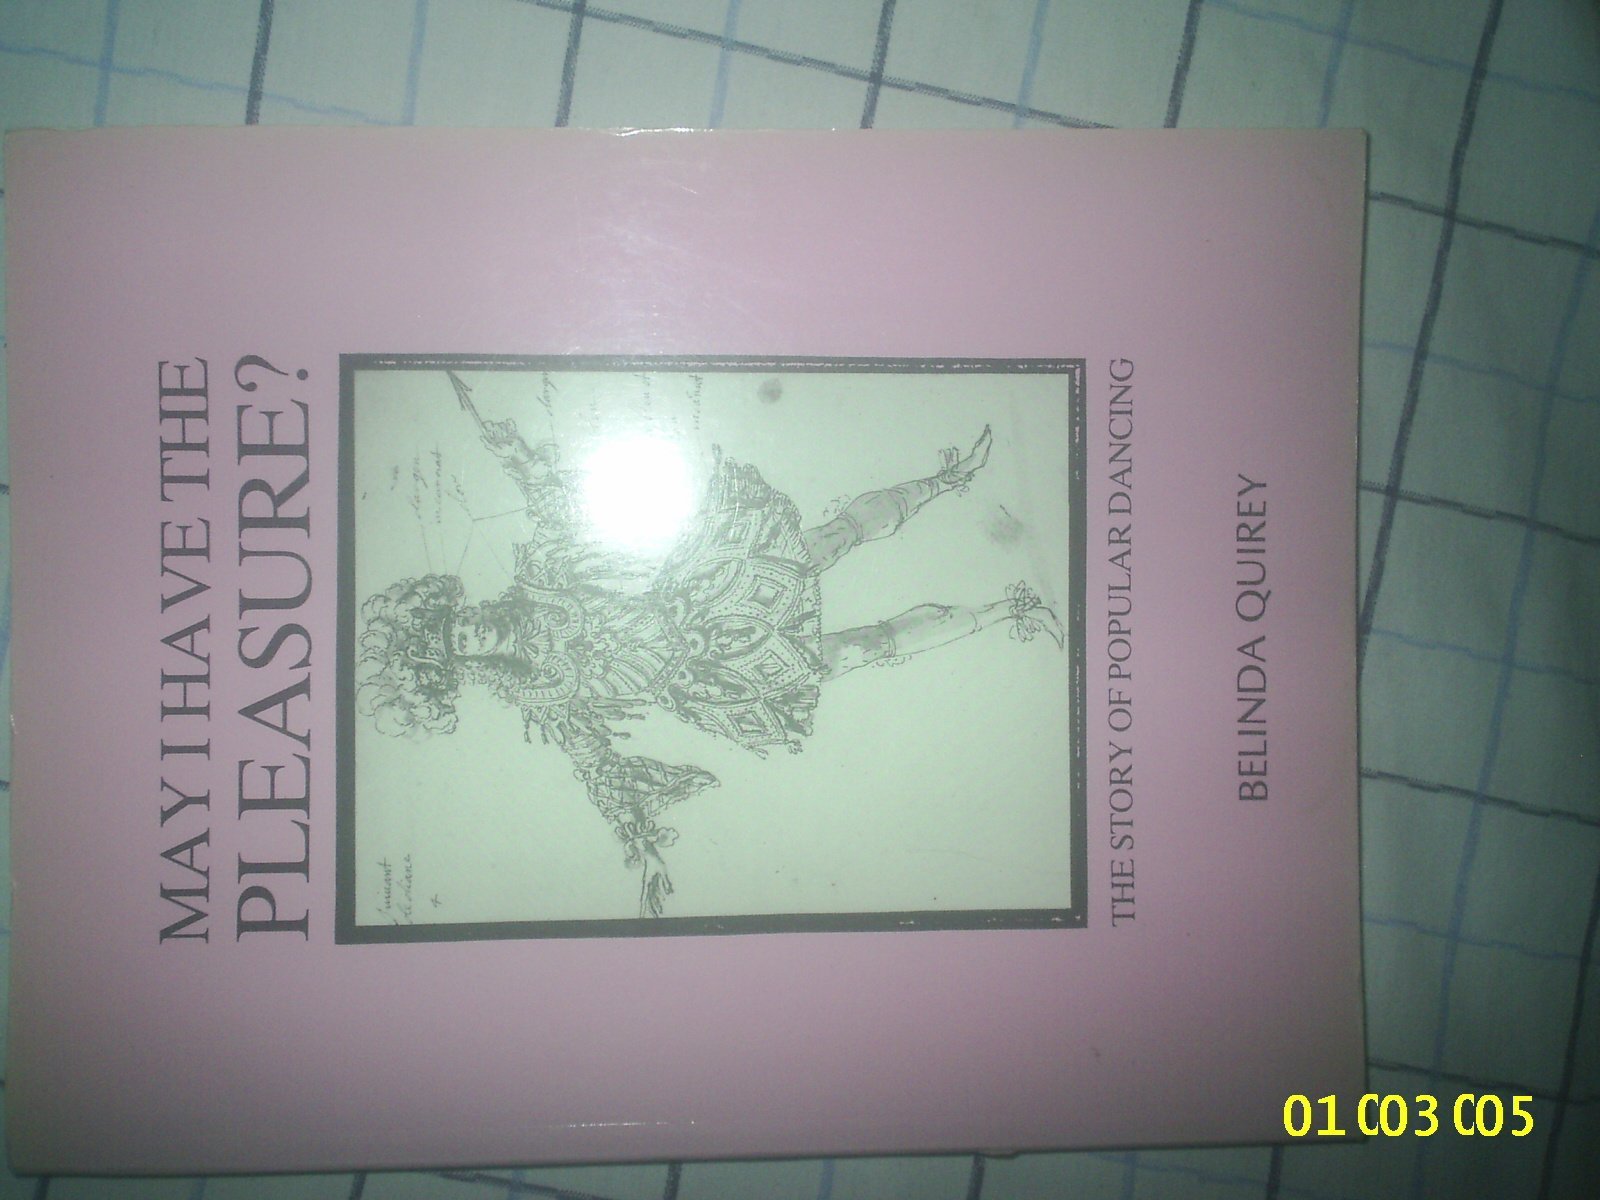 MAY I HAVE THE
PLEASURE?
THE STORY OF POPULAR DANCING
BELINDA QUIREY
01 03 05